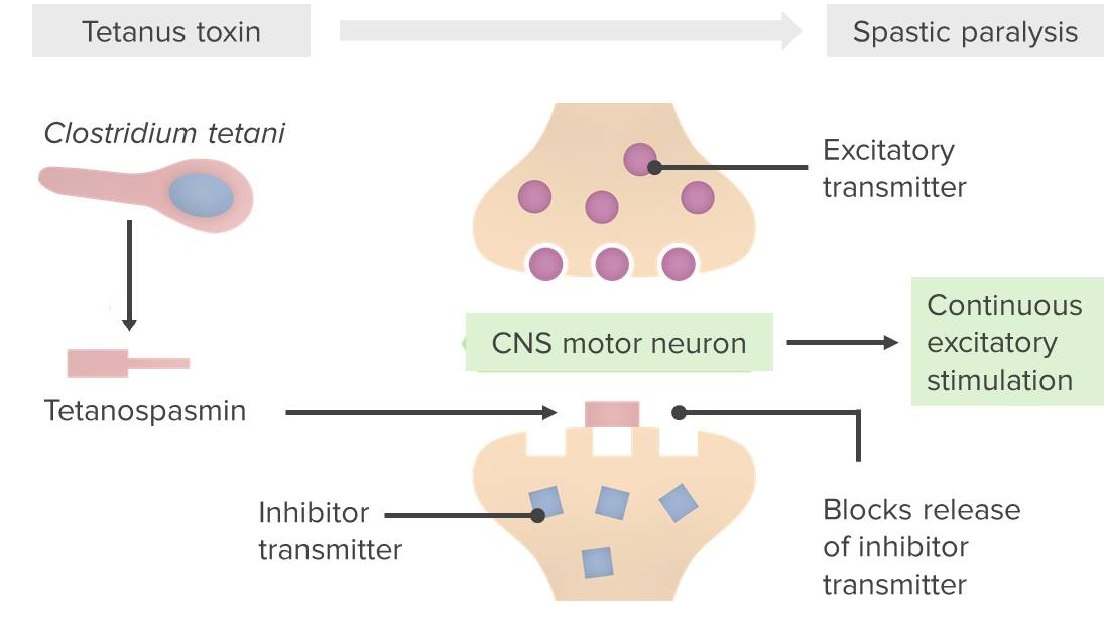 Tetanus toxin
Spastic paralysis
Clostridium tetani
Excitatory
transmitter
CNS motor neuron
Continuous
excitatory
stimulation
Tetanospasmin
Inhibitor
transmitter
Blocks release
of inhibitor
transmitter